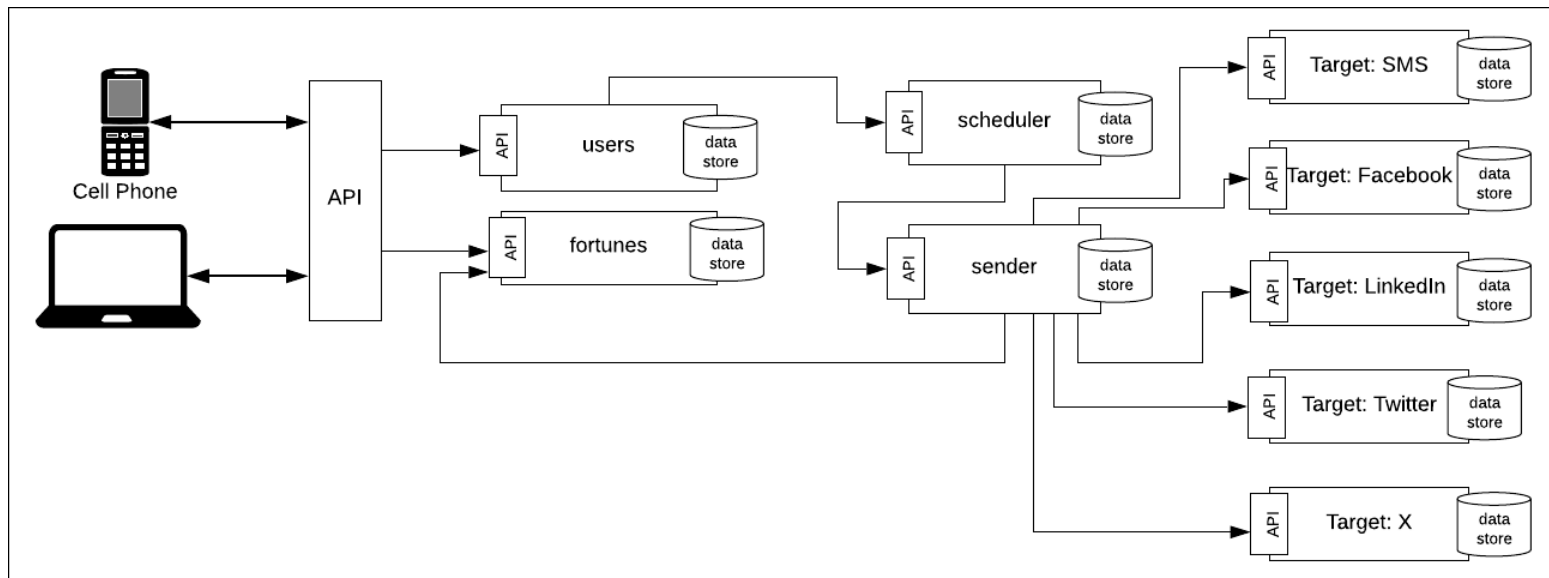 Cell Phone
API
API
users
data
store
API
fortunes
data
store
API
scheduler
data
store
API
sender
data
store
API
Target: SMS
data
store
API
Target: Facebook
data
store
API
Target: LinkedIn
data
store
API
Target: Twitter
data
store
API
Target: X
data
store